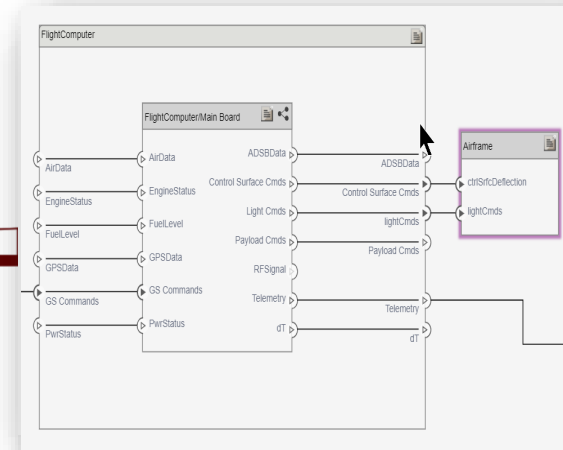 FlightComputer
FlightComputer/Main Board
AirData
EngineStatus
FuelLevel
GPSData
GS Commands
PwrStatus
AirData
EngineStatus
FuelLevel
GPSData
GS Commands
PwrStatus
ADSBData
Control Surface Cmds
Light Cmds
Payload Cmds
RFSignal
Telemetry
dT
ADSBData
Control Surface Cmds
lightCmds
Payload Cmds
Telemetry
dT
Airframe
ctrlSrfcDeflection
lightCmds